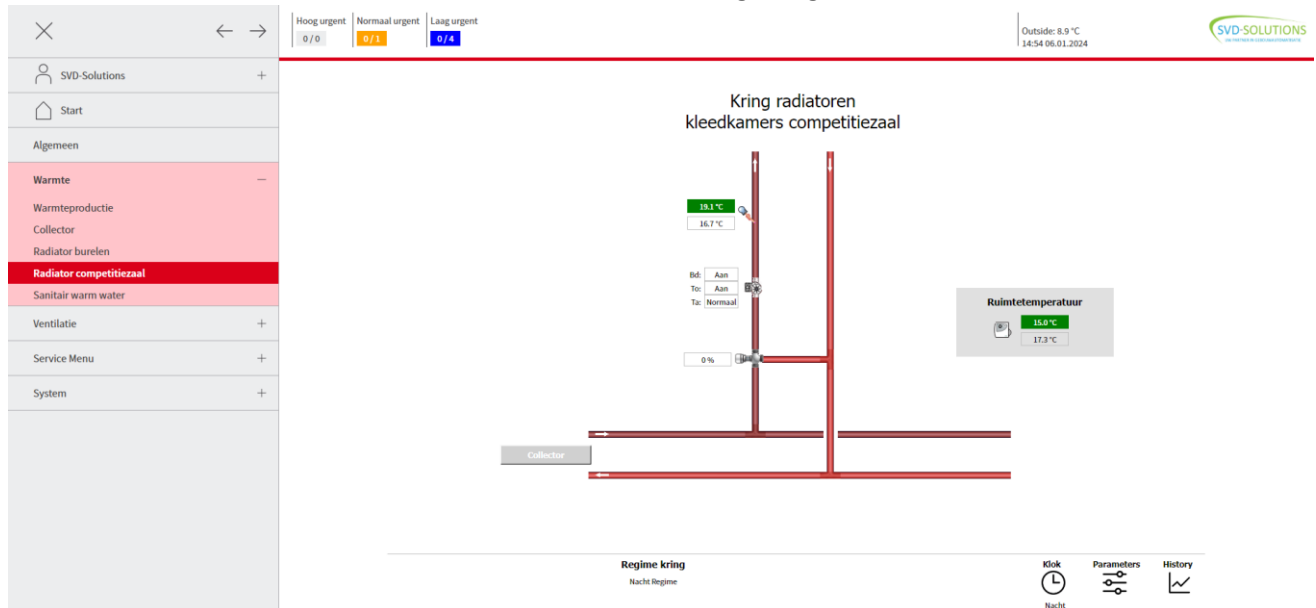 Hoog urgent
Normaal urgent
Laag urgent
0 / 0
0 / 1
0 / 4
Outside: 8.9 °C
14:54 06.01.2024
SVD-SOLUTIONS
SVD-Solutions
Start
Algemeen
Warmte
Warmteproductie
Collector
Radiator burelen
Radiator competitiezaal
Sanitair warm water
Ventilatie
Service Menu
System
Kring radiatoren
kleedkamers competitiezaal
19.1 °C
16.7 °C
Bd: Aan
To: Aan
Ta: Normaal
0 %
Ruimtetemperatuur
15.0 °C
17.3 °C
Collector
Regime kring
Nacht Regime
Klok
Parameters
History
Nacht